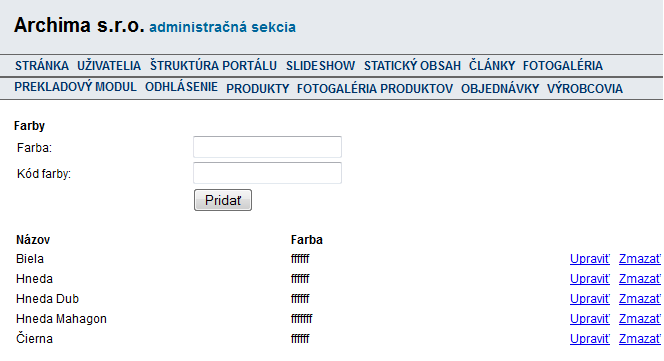 Archima s.r.o. administračná sekcia
STRÁNKA UŽIVATELIA ŠTRUKTÚRA PORTÁLU SLIDESHOW STATICKÝ OBSAH ČLÁNKY FOTOGALÉRIA
PREKLADOVÝ MODUL ODHLÁSENIE PRODUKTY FOTOGALÉRIA PRODUKTOV OBJEDNÁVKY VÝROBCOVIA
Farby
Farba:
Kód farby:
Pridať
Názov Farba
Biela ffffff Upraviť Zmazať
Hneda ffffff Upraviť Zmazať
Hneda Dub ffffff Upraviť Zmazať
Hneda Mahagon fffffff Upraviť Zmazať
Čierna ffffff Upraviť Zmazať